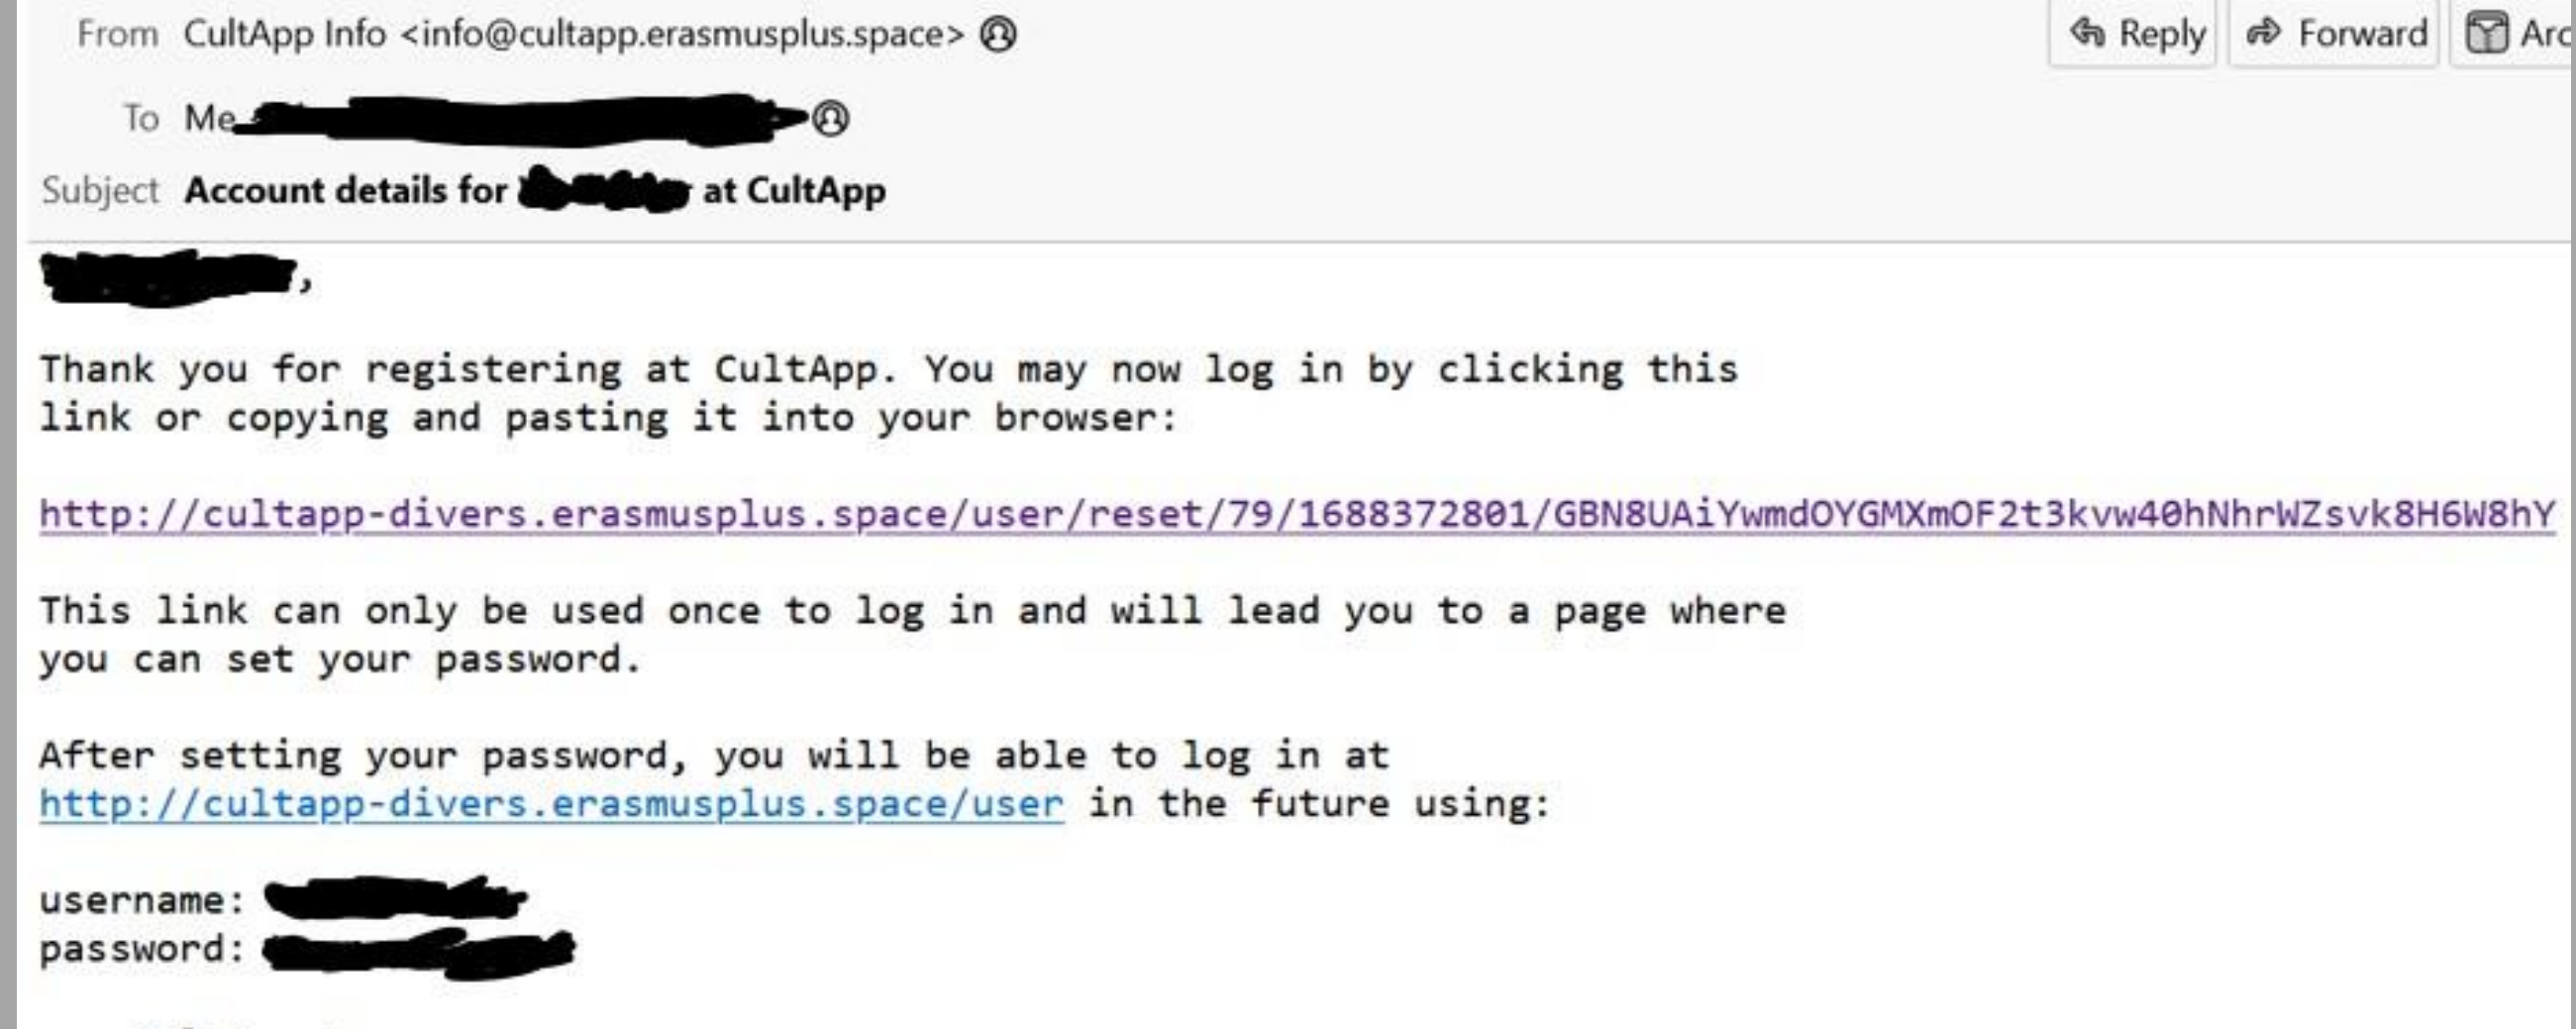 From CultApp Info <info@cultapp.erasmusplus.space>
Reply Forward
To Me
Subject Account details for at CultApp
,
Thank you for registering at CultApp. You may now log in by clicking this
link or copying and pasting it into your browser:
http://cultapp-divers.erasmusplus.space/user/reset/79/1688372801/GBN8UAiYwmdOYGMXmOF2t3kvw40hNhrWZsvk8H6W8hY
This link can only be used once to log in and will lead you to a page where
you can set your password.
After setting your password, you will be able to log in at
http://cultapp-divers.erasmusplus.space/user in the future using:
username:
password: